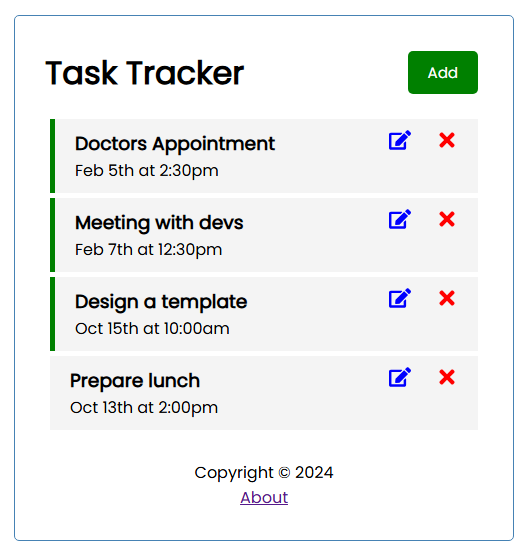 Task Tracker
Add
Doctors Appointment
Feb 5th at 2:30pm
Meeting with devs
Feb 7th at 12:30pm
Design a template
Oct 15th at 10:00am
Prepare lunch
Oct 13th at 2:00pm
Copyright © 2024
About